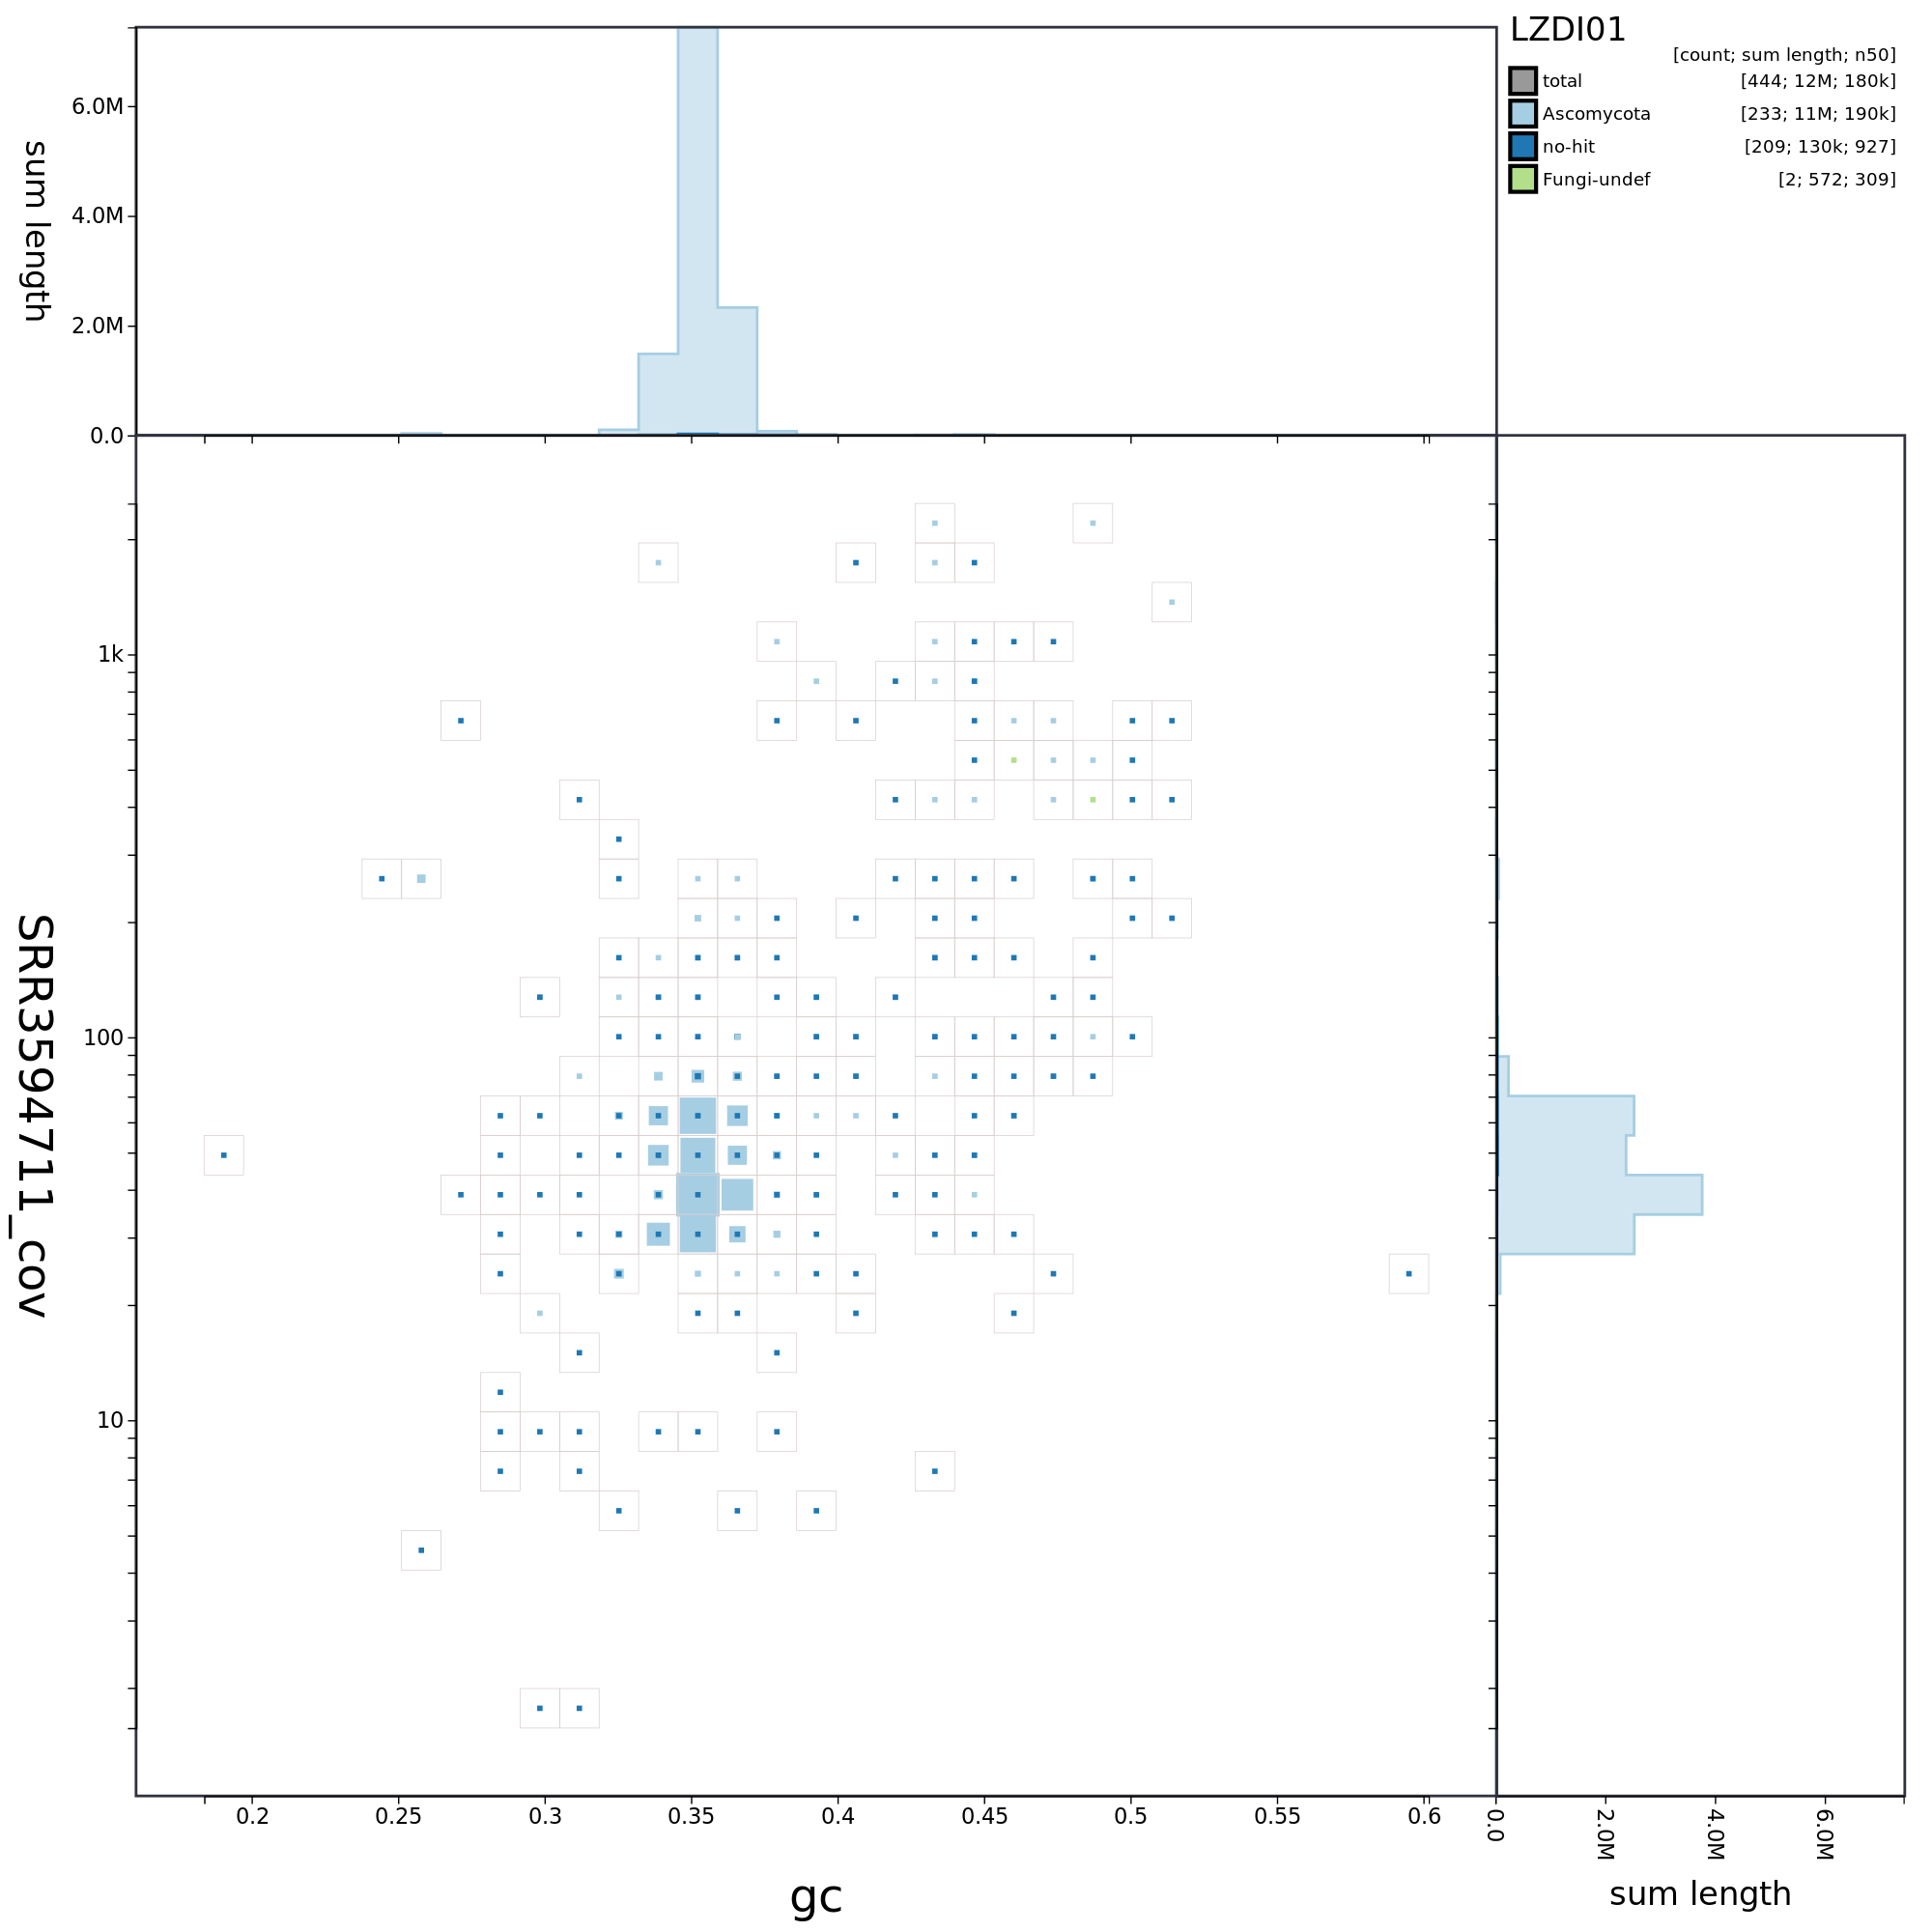 LZDI01
[count; sum length; n50]
total [444; 12M; 180k]
Ascomycota [233; 11M; 190k]
no-hit [209; 130k; 927]
Fungi-undef [2; 572; 309]
sum length
6.0M
4.0M
2.0M
0.0
SRR3594711_cov
1k
100
10
0.2 0.25 0.3 0.35 0.4 0.45 0.5 0.55 0.6
gc
0.0 2.0M 4.0M 6.0M
sum length